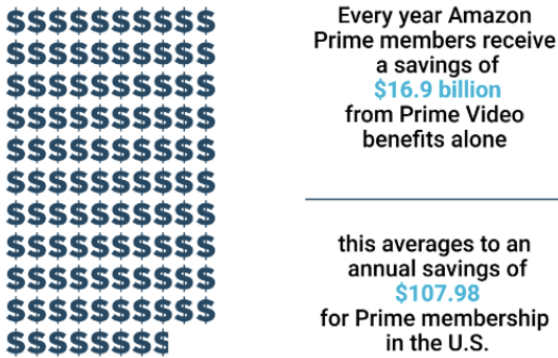 $$$$$$$$$$
$$$$$$$$$$
$$$$$$$$$$
$$$$$$$$$$
$$$$$$$$$$
$$$$$$$$$$
$$$$$$$$$$
$$$$$$$$$$
$$$$$$$$$$
$$$$$$$$$$
$$$$$$$$
Every year Amazon
Prime members receive
a savings of
$16.9 billion
from Prime Video
benefits alone
this averages to an
annual savings of
$107.98
for Prime membership
in the U.S.